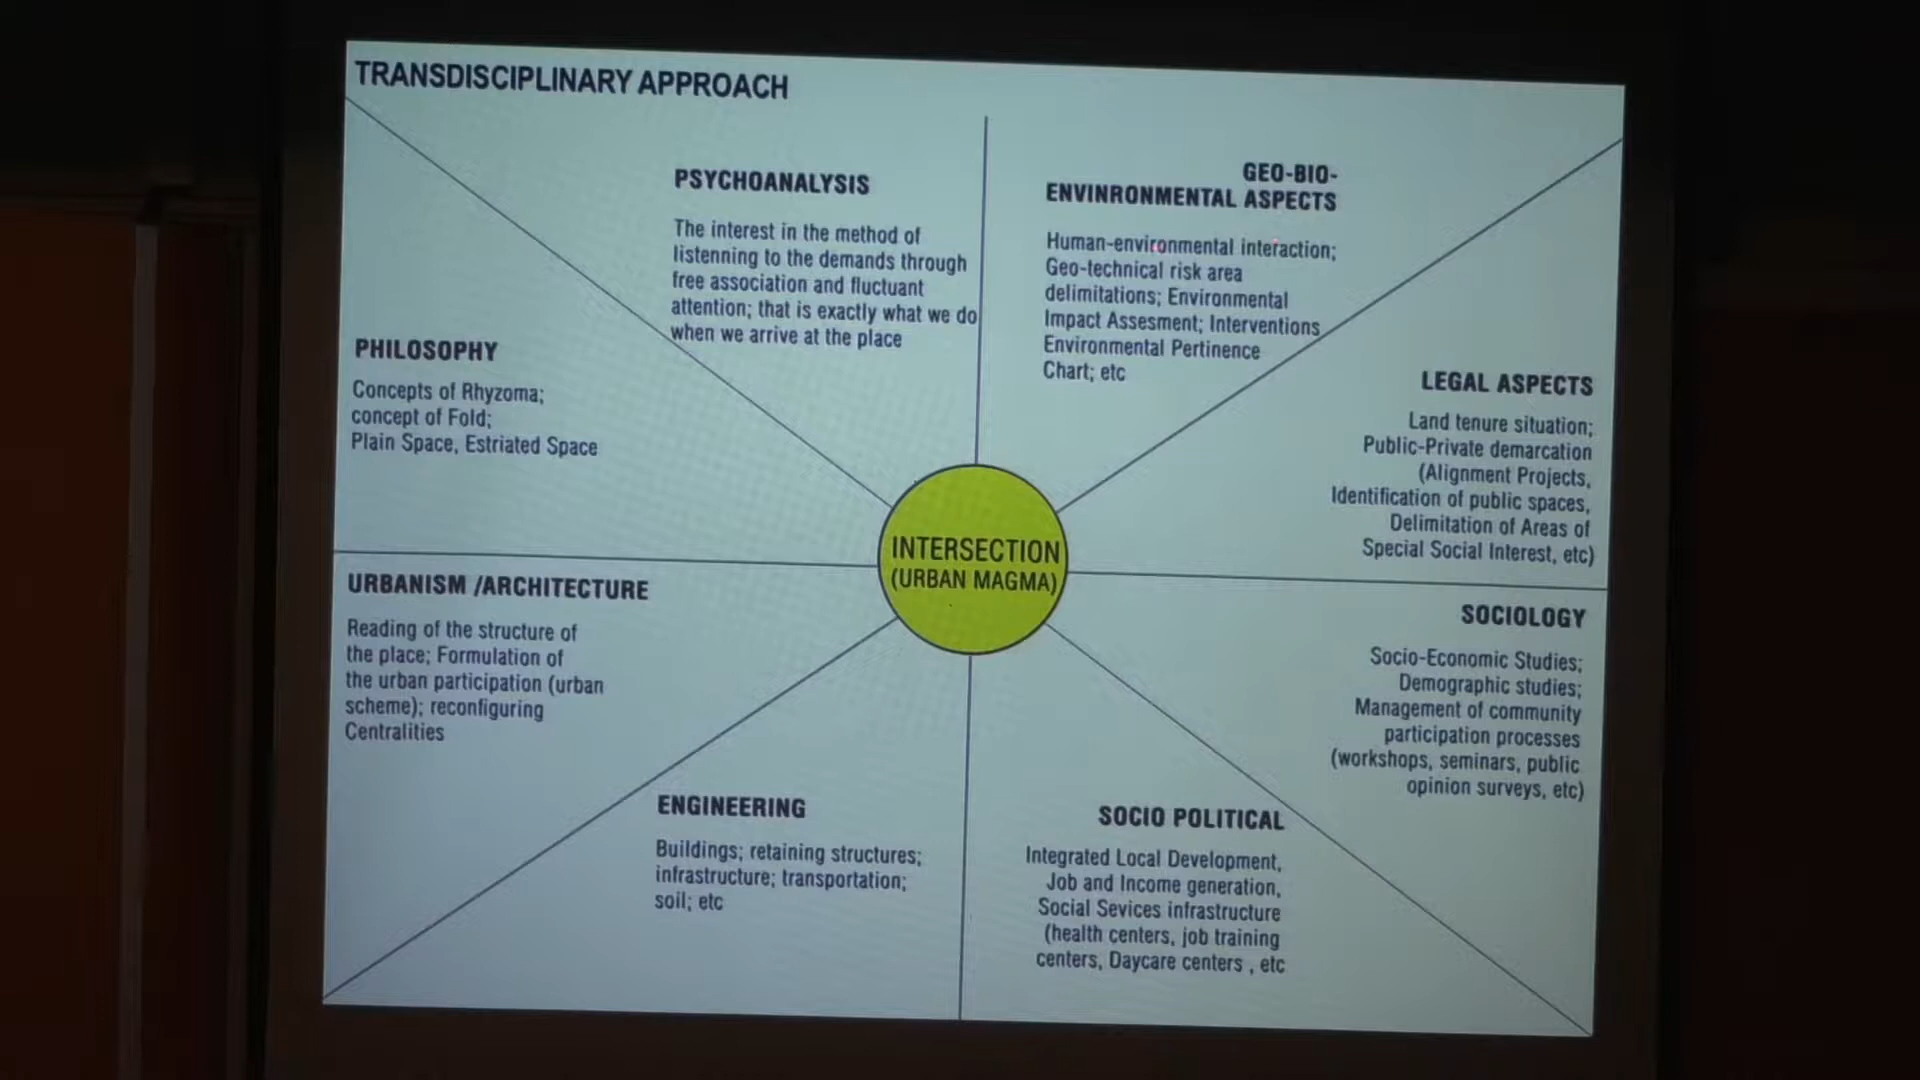 TRANSDISCIPLINARY APPROACH
PSYCHOANALYSIS
The interest in the method of
listenning to the demands through
free association and fluctuant
attention; that is exactly what we do
when we arrive at the place
GEO-BIO-
ENVINRONMENTAL ASPECTS
Human-environmental interaction;
Geo-technical risk area
delimitations; Environmental
Impact Assesment; Interventions
Environmental Pertinence
Chart; etc
PHILOSOPHY
Concepts of Rhyzoma;
concept of Fold;
Plain Space, Estriated Space
LEGAL ASPECTS
Land tenure situation;
Public-Private demarcation
(Alignment Projects,
Identification of public spaces,
Delimitation of Areas of
Special Social Interest, etc)
INTERSECTION
(URBAN MAGMA)
URBANISM /ARCHITECTURE
Reading of the structure of
the place; Formulation of
the urban participation (urban
scheme); reconfiguring
Centralities
SOCIOLOGY
Socio-Economic Studies;
Demographic studies;
Management of community
participation processes
(workshops, seminars, public
opinion surveys, etc)
ENGINEERING
Buildings; retaining structures;
infrastructure; transportation;
soil; etc
SOCIO POLITICAL
Integrated Local Development,
Job and Income generation,
Social Sevices infrastructure
(health centers, job training
centers, Daycare centers , etc